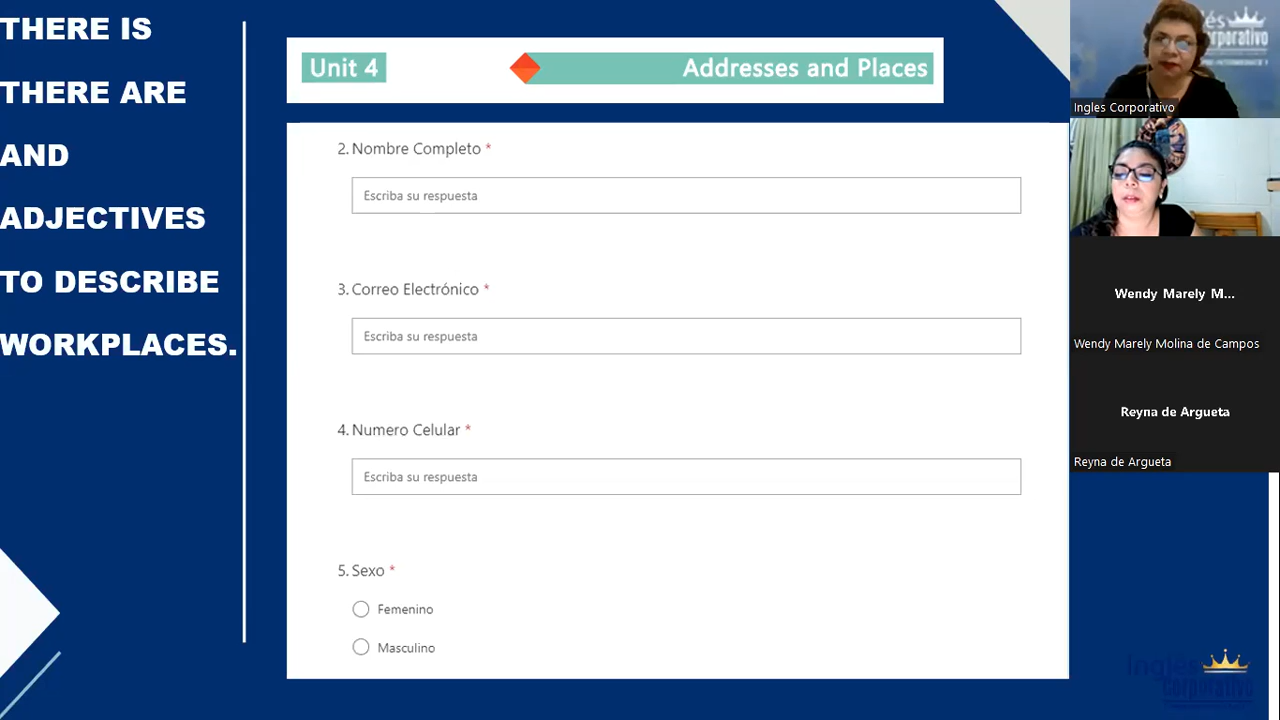 THERE IS
THERE ARE
AND
ADJECTIVES
TO DESCRIBE
WORKPLACES.
Unit 4
Addresses and Places
2. Nombre Completo *
Escriba su respuesta
3. Correo Electrónico *
Escriba su respuesta
4. Numero Celular *
Escriba su respuesta
5. Sexo *
Femenino
Masculino
Ingles Corporativo
Wendy Marely M...
Wendy Marely Molina de Campos
Reyna de Argueta
Reyna de Argueta
Inglés
Corporativo